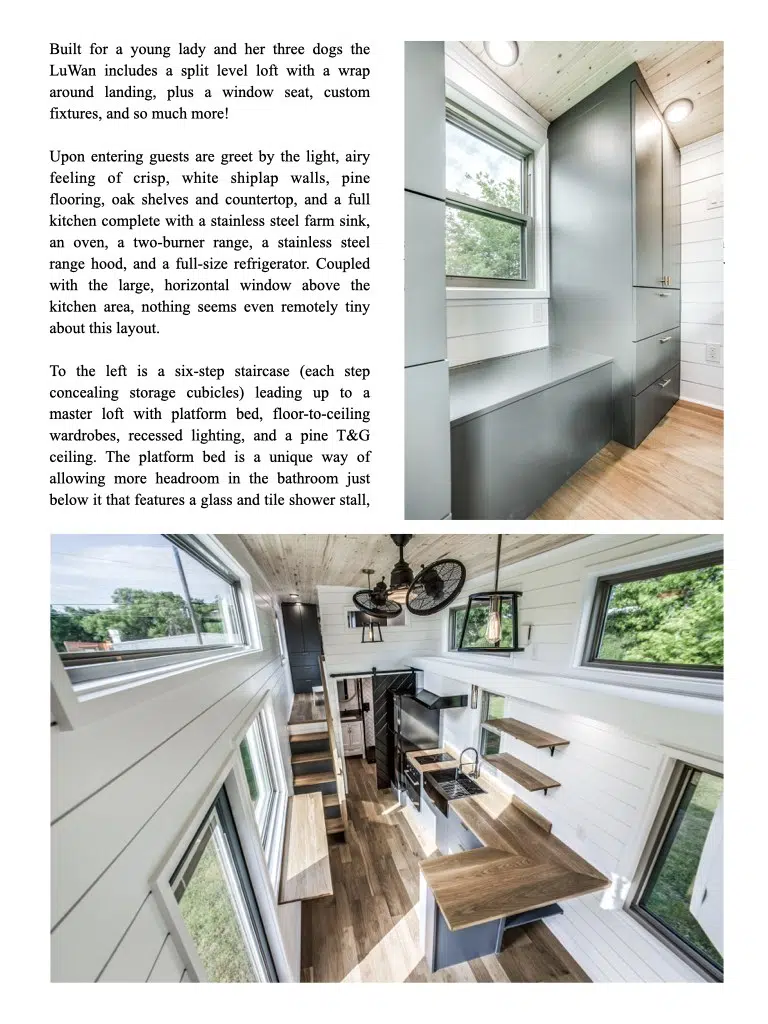 Built for a young lady and her three dogs the
LuWan includes a split level loft with a wrap
around landing, plus a window seat, custom
fixtures, and so much more!
Upon entering guests are greet by the light, airy
feeling of crisp, white shiplap walls, pine
flooring, oak shelves and countertop, and a full
kitchen complete with a stainless steel farm sink,
an oven, a two-burner range, a stainless steel
range hood, and a full-size refrigerator. Coupled
with the large, horizontal window above the
kitchen area, nothing seems even remotely tiny
about this layout.
To the left is a six-step staircase (each step
concealing storage cubicles) leading up to a
master loft with platform bed, floor-to-ceiling
wardrobes, recessed lighting, and a pine T&G
ceiling. The platform bed is a unique way of
allowing more headroom in the bathroom just
below it that features a glass and tile shower stall,